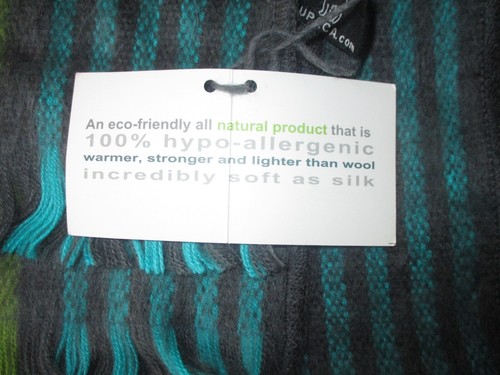 An eco-friendly all natural product that is
100% hypo-allergenic
warmer, stronger and lighter than wool
incredibly soft as silk